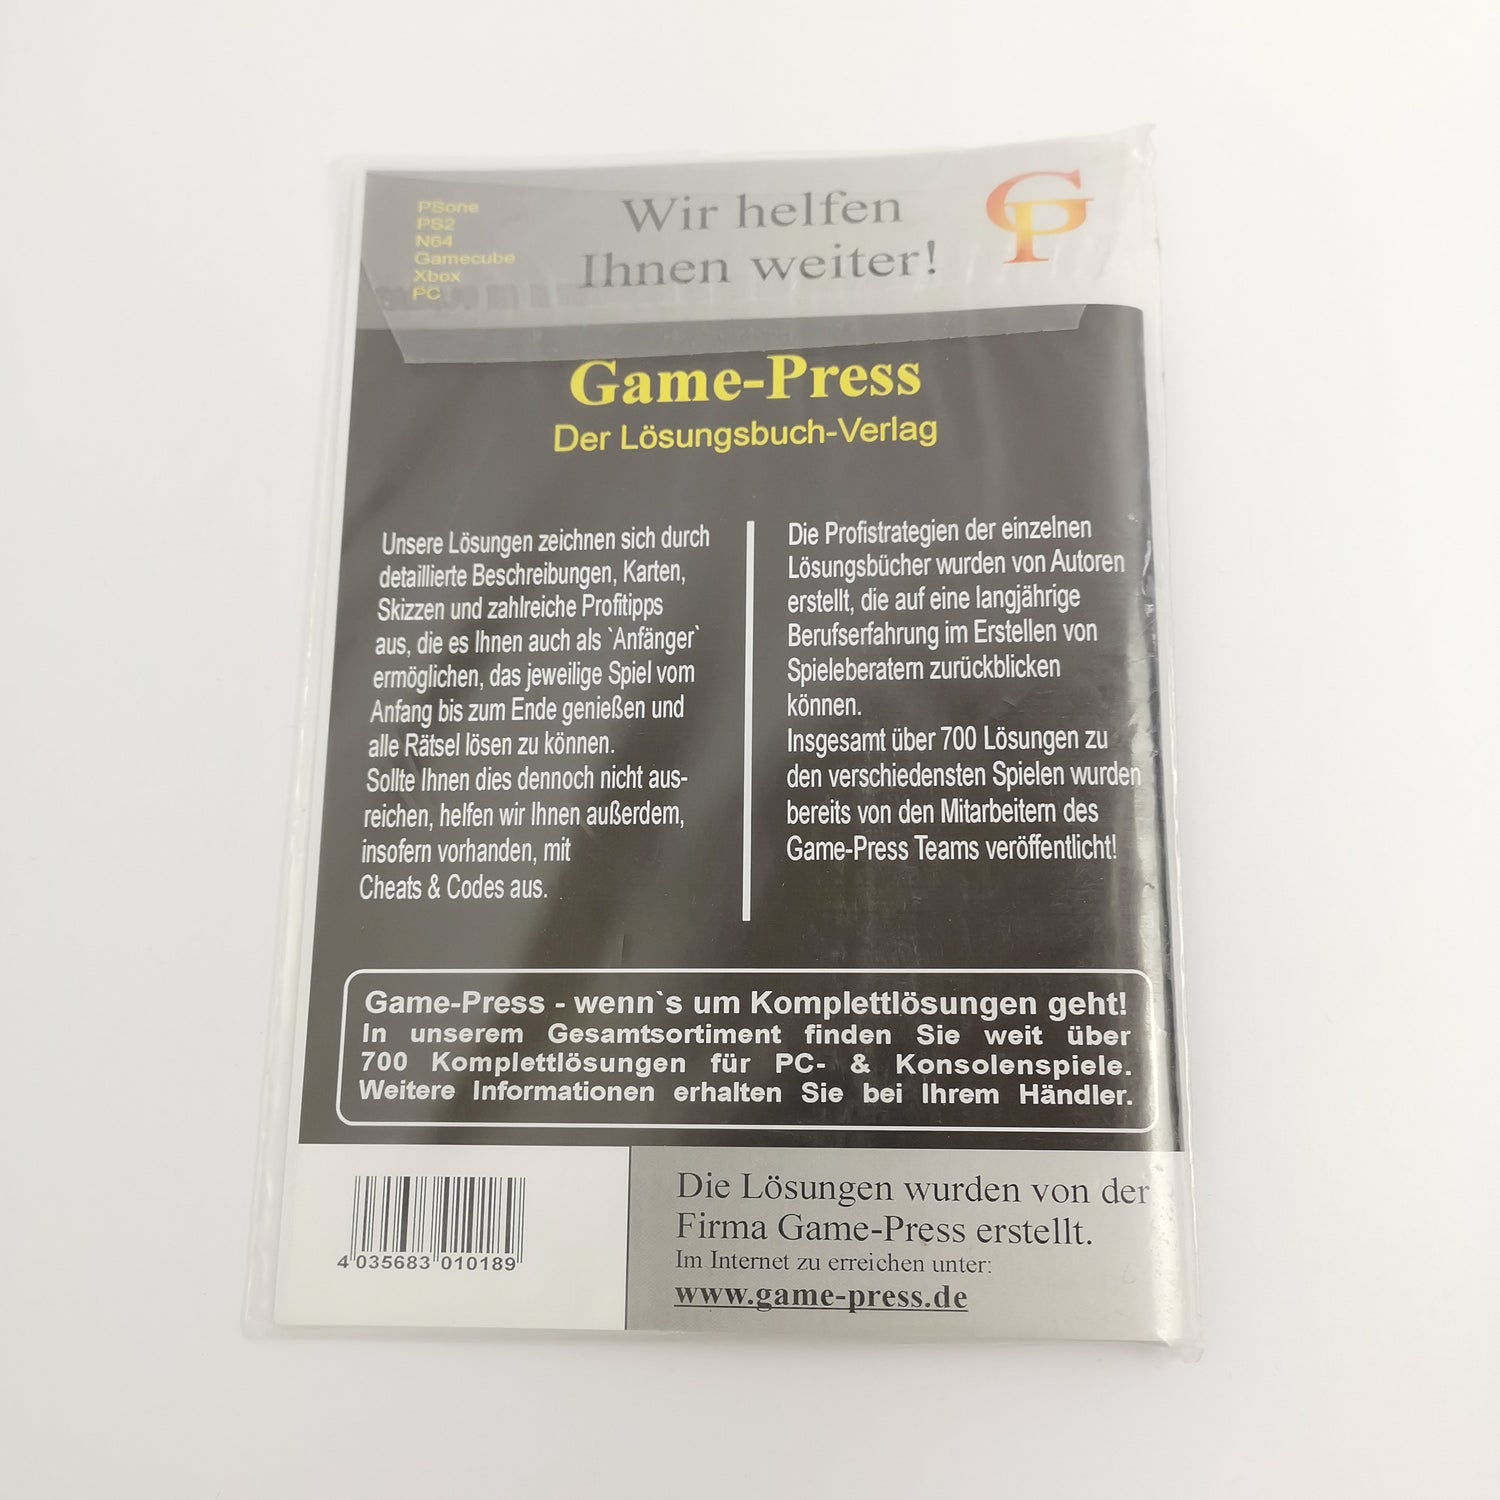 PSone
PS2
N64
Gamecube
Xbox
PC
Wir helfen
Ihnen weiter!
GP
Game-Press
Der Lösungsbuch-Verlag
Unsere Lösungen zeichnen sich durch
detaillierte Beschreibungen, Karten,
Skizzen und zahlreiche Profitipps
aus, die es Ihnen auch als `Anfänger`
ermöglichen, das jeweilige Spiel vom
Anfang bis zum Ende genießen und
alle Rätsel lösen zu können.
Sollte Ihnen dies dennoch nicht aus-
reichen, helfen wir Ihnen außerdem,
insofern vorhanden, mit
Cheats & Codes aus.
Die Profistrategien der einzelnen
Lösungsbücher wurden von Autoren
erstellt, die auf eine langjährige
Berufserfahrung im Erstellen von
Spieleberatern zurückblicken
können.
Insgesamt über 700 Lösungen zu
den verschiedensten Spielen wurden
bereits von den Mitarbeitern des
Game-Press Teams veröffentlicht!
Game-Press - wenn`s um Komplettlösungen geht!
In unserem Gesamtsortiment finden Sie weit über
700 Komplettlösungen für PC- & Konsolenspiele.
Weitere Informationen erhalten Sie bei Ihrem Händler.
4 035683 010189
Die Lösungen wurden von der
Firma Game-Press erstellt.
Im Internet zu erreichen unter:
www.game-press.de